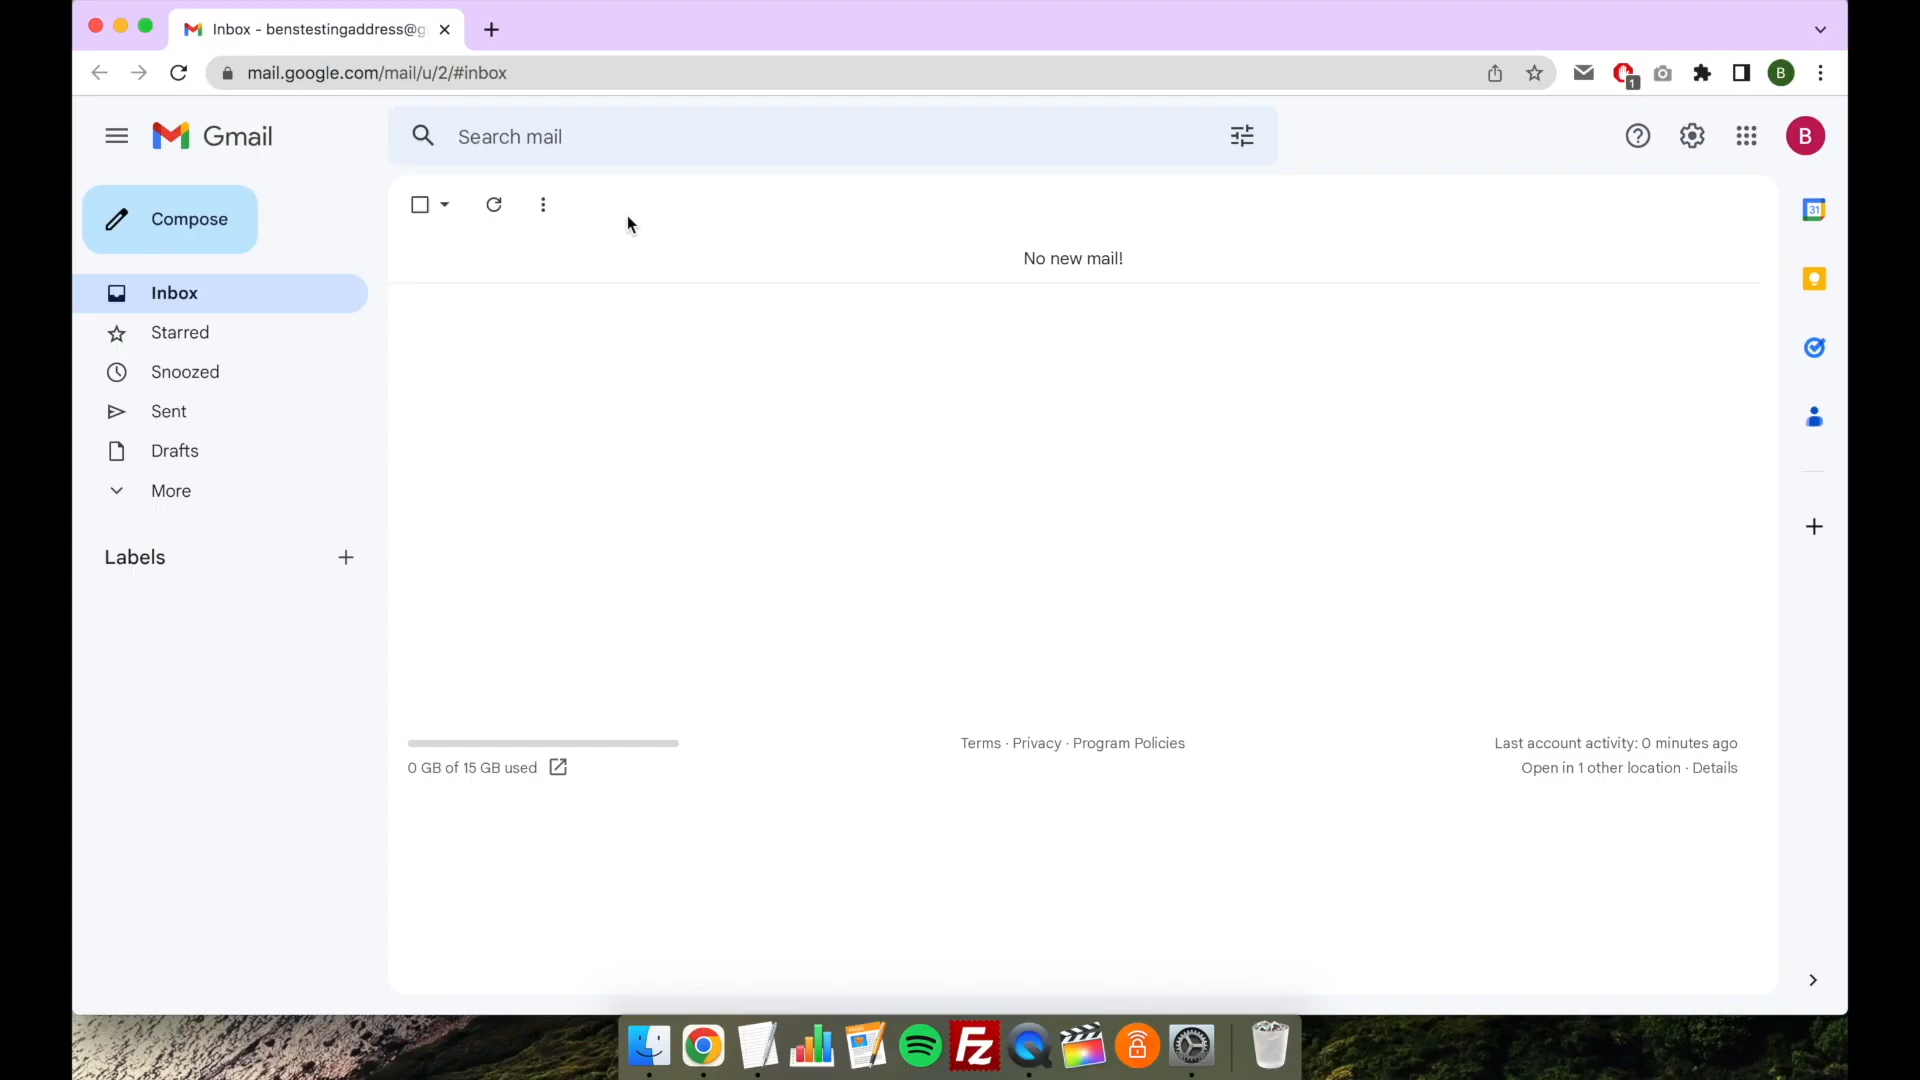 Inbox - benstestingaddress@g
mail.google.com/mail/u/2/#inbox
1
B
Gmail
Search mail
B
Compose
31
No new mail!
Inbox
Starred
Snoozed
Sent
Drafts
More
Labels
Terms · Privacy · Program Policies
Last account activity: 0 minutes ago
0 GB of 15 GB used
Open in 1 other location · Details
Fz